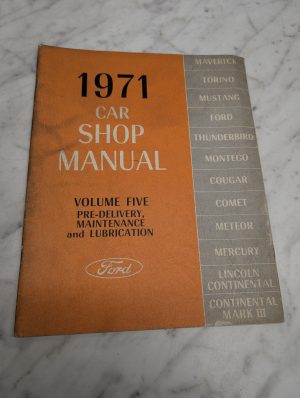 1971
CAR
SHOP
MANUAL
VOLUME FIVE
PRE-DELIVERY,
MAINTENANCE
and LUBRICATION
Ford
MAVERICK
TORINO
MUSTANG
FORD
THUNDERBIRD
MONTEGO
COUGAR
COMET
METEOR
MERCURY
LINCOLN
CONTINENTAL
CONTINENTAL
MARK III